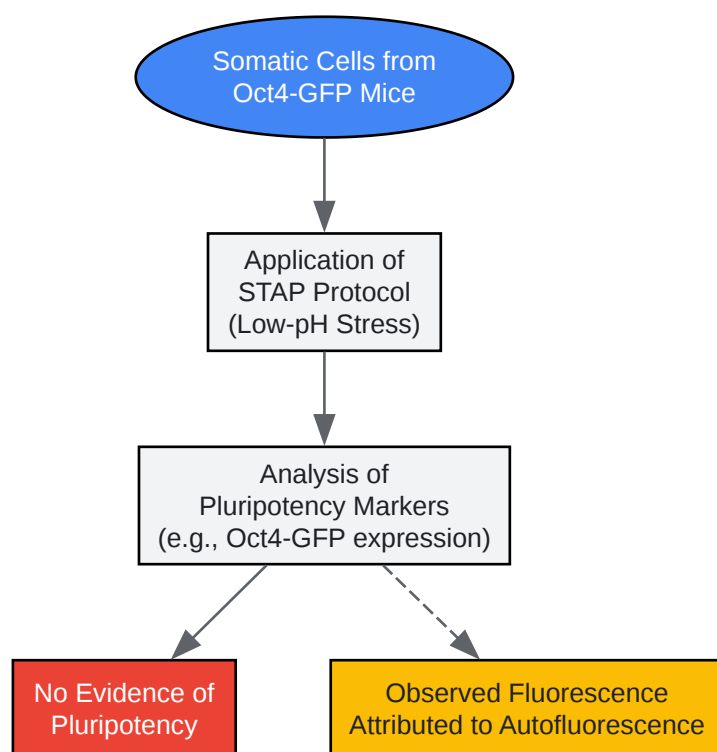 Somatic Cells from
Oct4-GFP Mice
Application of
STAP Protocol
(Low-pH Stress)
Analysis of
Pluripotency Markers
(e.g., Oct4-GFP expression)
No Evidence of
Pluripotency
Observed Fluorescence
Attributed to Autofluorescence